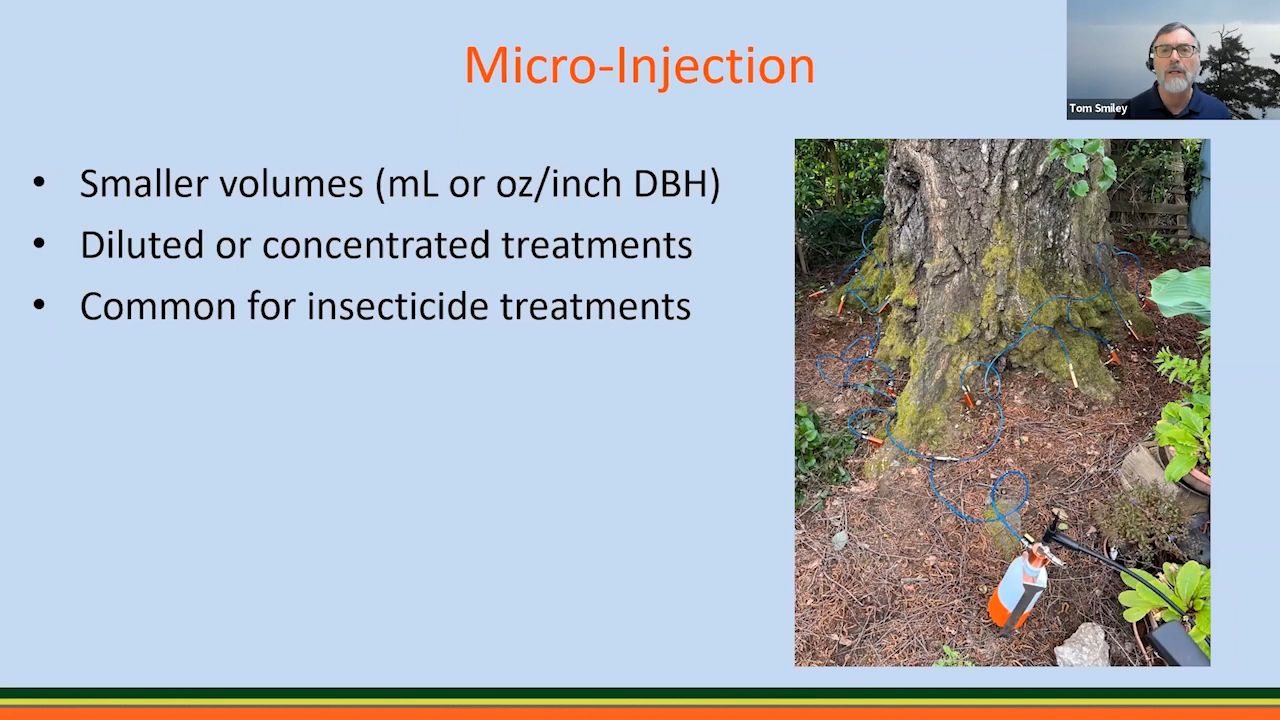 Micro-Injection
Tom Smiley
• Smaller volumes (mL or oz/inch DBH)
• Diluted or concentrated treatments
• Common for insecticide treatments